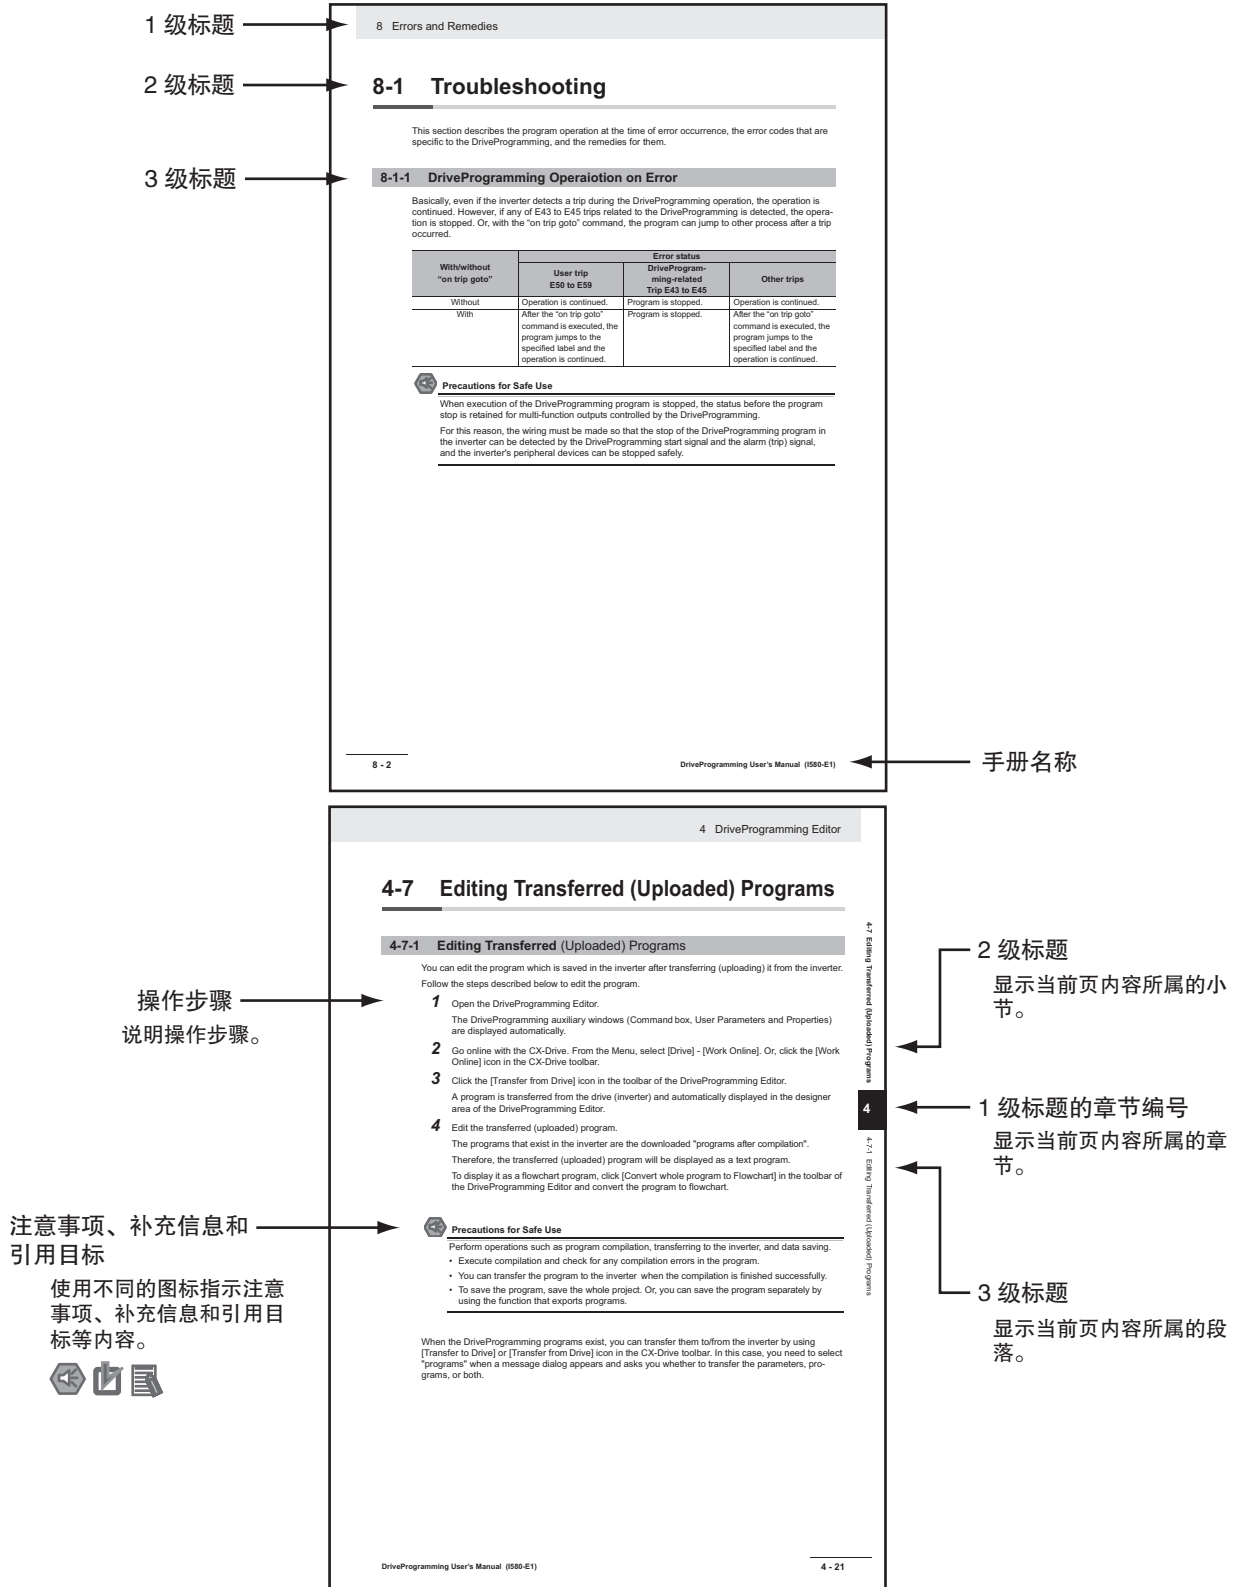 1 级标题
8 Errors and Remedies
2 级标题
8-1 Troubleshooting
This section describes the program operation at the time of error occurrence, the error codes that are
specific to the DriveProgramming, and the remedies for them.
3 级标题
8-1-1 DriveProgramming Operaiotion on Error
Basically, even if the inverter detects a trip during the DriveProgramming operation, the operation is
continued. However, if any of E43 to E45 trips related to the DriveProgramming is detected, the opera-
tion is stopped. Or, with the “on trip goto” command, the program can jump to other process after a trip
occurred.
With/without
“on trip goto”
Error status
User trip
E50 to E59
DriveProgram-
ming-related
Trip E43 to E45
Other trips
Without
Operation is continued.
Program is stopped.
Operation is continued.
With
After the “on trip goto”
command is executed, the
program jumps to the
specified label and the
operation is continued.
Program is stopped.
After the “on trip goto”
command is executed, the
program jumps to the
specified label and the
operation is continued.
Precautions for Safe Use
When execution of the DriveProgramming program is stopped, the status before the program
stop is retained for multi-function outputs controlled by the DriveProgramming.
For this reason, the wiring must be made so that the stop of the DriveProgramming program in
the inverter can be detected by the DriveProgramming start signal and the alarm (trip) signal,
and the inverter's peripheral devices can be stopped safely.
8 - 2
DriveProgramming User's Manual (I580-E1)
手册名称
4 DriveProgramming Editor
4-7 Editing Transferred (Uploaded) Programs
4-7-1 Editing Transferred (Uploaded) Programs
You can edit the program which is saved in the inverter after transferring (uploading) it from the inverter.
Follow the steps described below to edit the program.
操作步骤
说明操作步骤。
1 Open the DriveProgramming Editor.
The DriveProgramming auxiliary windows (Command box, User Parameters and Properties)
are displayed automatically.
2 Go online with the CX-Drive. From the Menu, select [Drive] - [Work Online]. Or, click the [Work
Online] icon in the CX-Drive toolbar.
3 Click the [Transfer from Drive] icon in the toolbar of the DriveProgramming Editor.
A program is transferred from the drive (inverter) and automatically displayed in the designer
area of the DriveProgramming Editor.
4 Edit the transferred (uploaded) program.
The programs that exist in the inverter are the downloaded "programs after compilation".
Therefore, the transferred (uploaded) program will be displayed as a text program.
To display it as a flowchart program, click [Convert whole program to Flowchart] in the toolbar of
the DriveProgramming Editor and convert the program to flowchart.
注意事项、补充信息和
引用目标
使用不同的图标指示注意
事项、补充信息和引用目
标等内容。
Precautions for Safe Use
Perform operations such as program compilation, transferring to the inverter, and data saving.
• Execute compilation and check for any compilation errors in the program.
• You can transfer the program to the inverter when the compilation is finished successfully.
• To save the program, save the whole project. Or, you can save the program separately by
using the function that exports programs.
When the DriveProgramming programs exist, you can transfer them to/from the inverter by using
[Transfer to Drive] or [Transfer from Drive] icon in the CX-Drive toolbar. In this case, you need to select
"programs" when a message dialog appears and asks you whether to transfer the parameters, pro-
grams, or both.
4-7 Editing Transferred (Uploaded) Programs
4
4-7-1 Editing Transferred (Uploaded) Programs
2 级标题
显示当前页内容所属的小
节。
1 级标题的章节编号
显示当前页内容所属的章
节。
3 级标题
显示当前页内容所属的段
落。
DriveProgramming User's Manual (I580-E1)
4 - 21